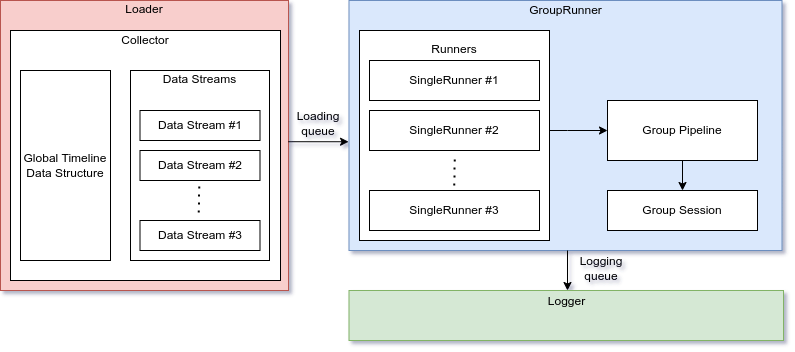 Loader
Collector
Global Timeline
Data Structure
Data Streams
Data Stream #1
Data Stream #2
Data Stream #3
Loading
queue
GroupRunner
Runners
SingleRunner #1
SingleRunner #2
SingleRunner #3
Group Pipeline
Group Session
Logging
queue
Logger